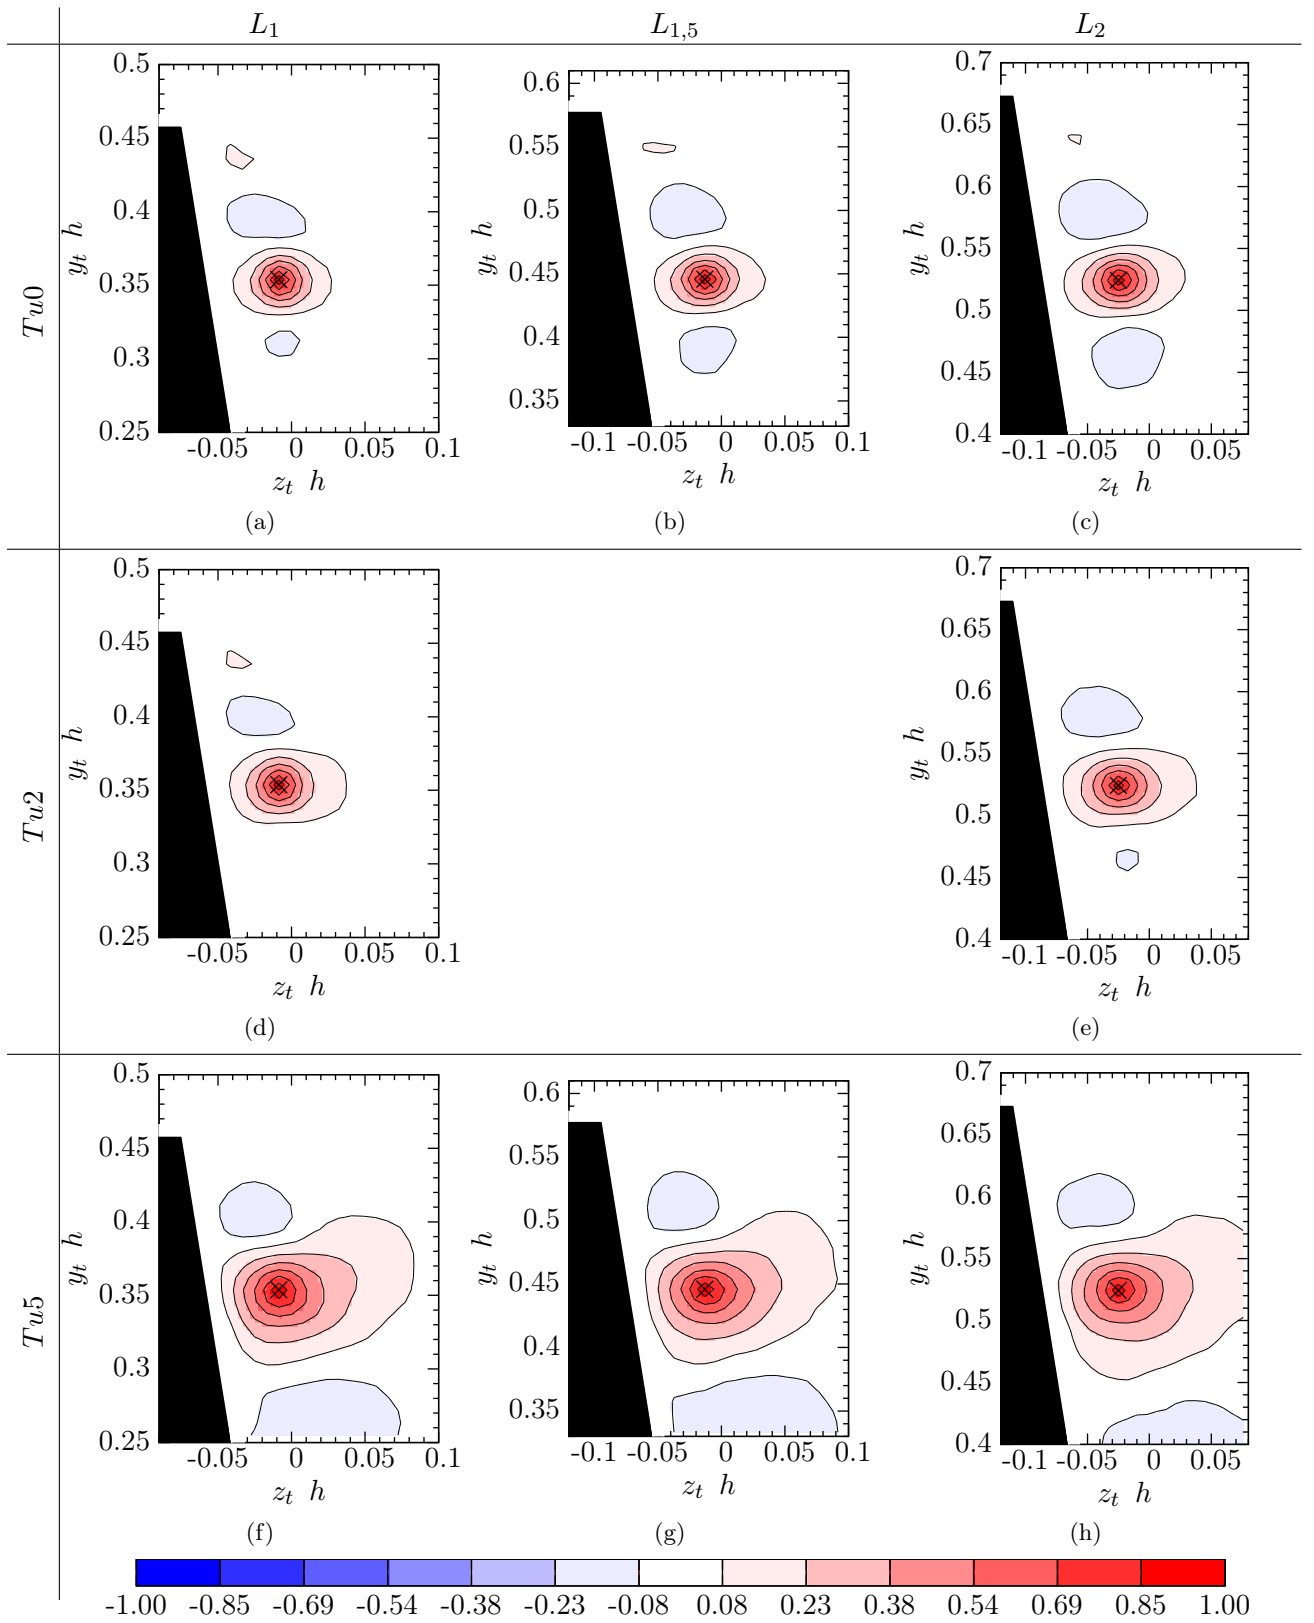 L₁ L₁,₅ L₂
Tu0
0.5
0.45
0.4
0.35
0.3
0.25
-0.05 0 0.05 0.1
yₜ h
zₜ h
(a)
0.6
0.55
0.5
0.45
0.4
0.35
-0.1 -0.05 0 0.05 0.1
yₜ h
zₜ h
(b)
0.7
0.65
0.6
0.55
0.5
0.45
0.4
-0.1 -0.05 0 0.05
yₜ h
zₜ h
(c)
Tu2
0.5
0.45
0.4
0.35
0.3
0.25
-0.05 0 0.05 0.1
yₜ h
zₜ h
(d)
0.7
0.65
0.6
0.55
0.5
0.45
0.4
-0.1 -0.05 0 0.05
yₜ h
zₜ h
(e)
Tu5
0.5
0.45
0.4
0.35
0.3
0.25
-0.05 0 0.05 0.1
yₜ h
zₜ h
(f)
0.6
0.55
0.5
0.45
0.4
0.35
-0.1 -0.05 0 0.05 0.1
yₜ h
zₜ h
(g)
0.7
0.65
0.6
0.55
0.5
0.45
0.4
-0.1 -0.05 0 0.05
yₜ h
zₜ h
(h)
-1.00 -0.85 -0.69 -0.54 -0.38 -0.23 -0.08 0.08 0.23 0.38 0.54 0.69 0.85 1.00